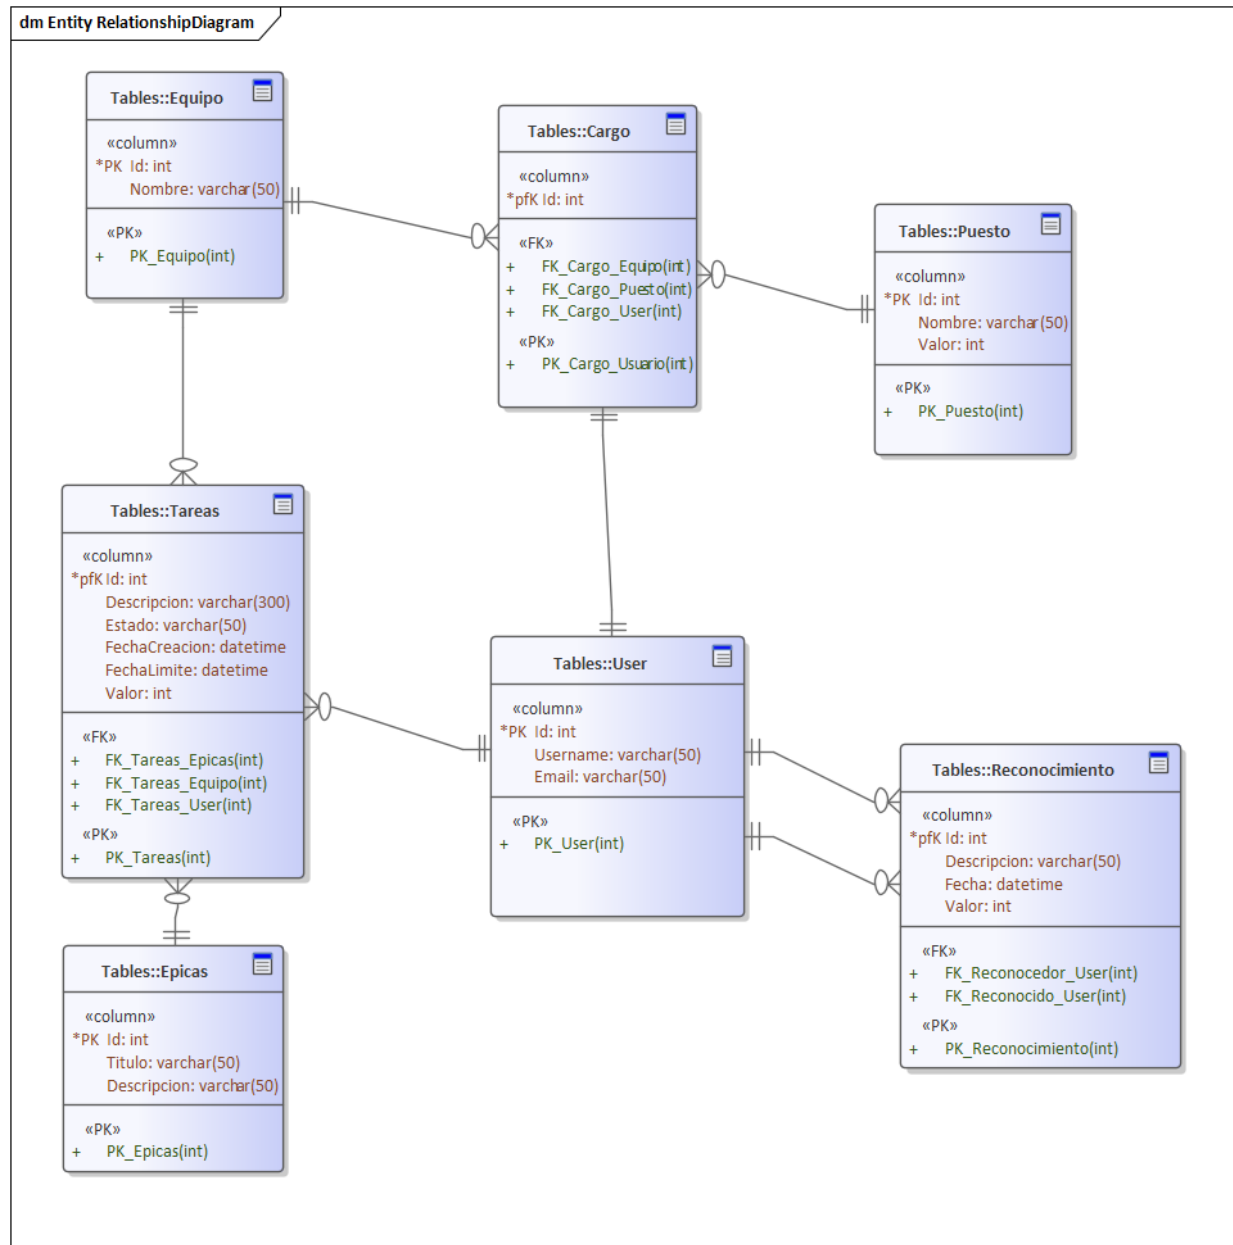 dm Entity RelationshipDiagram
Tables::Equipo
«column»
*PK Id: int
Nombre: varchar(50)
«PK»
+ PK_Equipo(int)
Tables::Cargo
«column»
*pfK Id: int
«FK»
+ FK_Cargo_Equipo(int)
+ FK_Cargo_Puesto(int)
+ FK_Cargo_User(int)
«PK»
+ PK_Cargo_Usuario(int)
Tables::Puesto
«column»
*PK Id: int
Nombre: varchar(50)
Valor: int
«PK»
+ PK_Puesto(int)
Tables::Tareas
«column»
*pfK Id: int
Descripcion: varchar(300)
Estado: varchar(50)
FechaCreacion: datetime
FechaLimite: datetime
Valor: int
«FK»
+ FK_Tareas_Epicas(int)
+ FK_Tareas_Equipo(int)
+ FK_Tareas_User(int)
«PK»
+ PK_Tareas(int)
Tables::User
«column»
*PK Id: int
Username: varchar(50)
Email: varchar(50)
«PK»
+ PK_User(int)
Tables::Reconocimiento
«column»
*pfK Id: int
Descripcion: varchar(50)
Fecha: datetime
Valor: int
«FK»
+ FK_Reconocedor_User(int)
+ FK_Reconocido_User(int)
«PK»
+ PK_Reconocimiento(int)
Tables::Epicas
«column»
*PK Id: int
Titulo: varchar(50)
Descripcion: varchar(50)
«PK»
+ PK_Epicas(int)